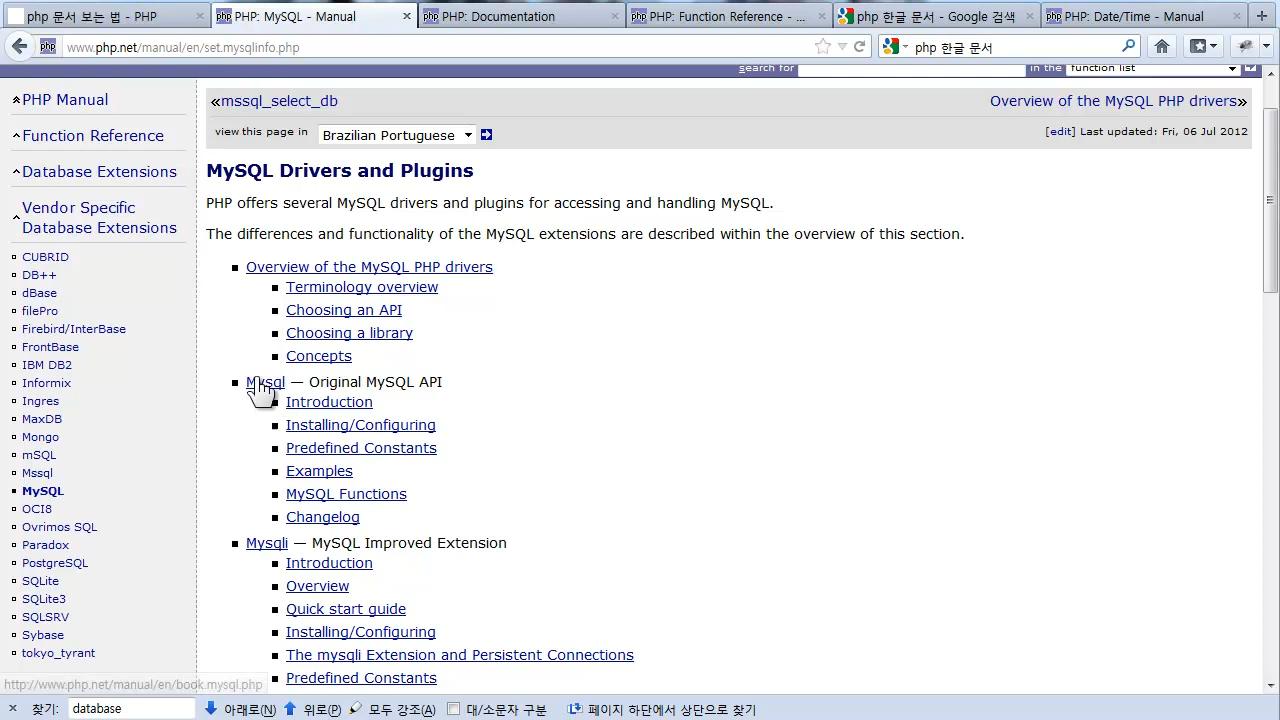 php 문서 보는 법 - PHP
PHP: MySQL - Manual
PHP: Documentation
PHP: Function Reference - ...
php 한글 문서 - Google 검색
PHP: Date/Time - Manual
www.php.net/manual/en/set.mysqlinfo.php
php 한글 문서
search for
in the
function list
PHP Manual
Function Reference
Database Extensions
Vendor Specific
Database Extensions
CUBRID
DB++
dBase
filePro
Firebird/InterBase
FrontBase
IBM DB2
Informix
Ingres
MaxDB
Mongo
mSQL
Mssql
MySQL
OCI8
Ovrimos SQL
Paradox
PostgreSQL
SQLite
SQLite3
SQLSRV
Sybase
tokyo_tyrant
«mssql_select_db
Overview of the MySQL PHP drivers»
view this page in
Brazilian Portuguese
[edit] Last updated: Fri, 06 Jul 2012
MySQL Drivers and Plugins
PHP offers several MySQL drivers and plugins for accessing and handling MySQL.
The differences and functionality of the MySQL extensions are described within the overview of this section.
Overview of the MySQL PHP drivers
Terminology overview
Choosing an API
Choosing a library
Concepts
Mysql — Original MySQL API
Introduction
Installing/Configuring
Predefined Constants
Examples
MySQL Functions
Changelog
Mysqli — MySQL Improved Extension
Introduction
Overview
Quick start guide
Installing/Configuring
The mysqli Extension and Persistent Connections
Predefined Constants
http://www.php.net/manual/en/book.mysql.php
찾기:
database
아래로(N)
위로(P)
모두 강조(A)
대/소문자 구분
페이지 하단에서 상단으로 찾기